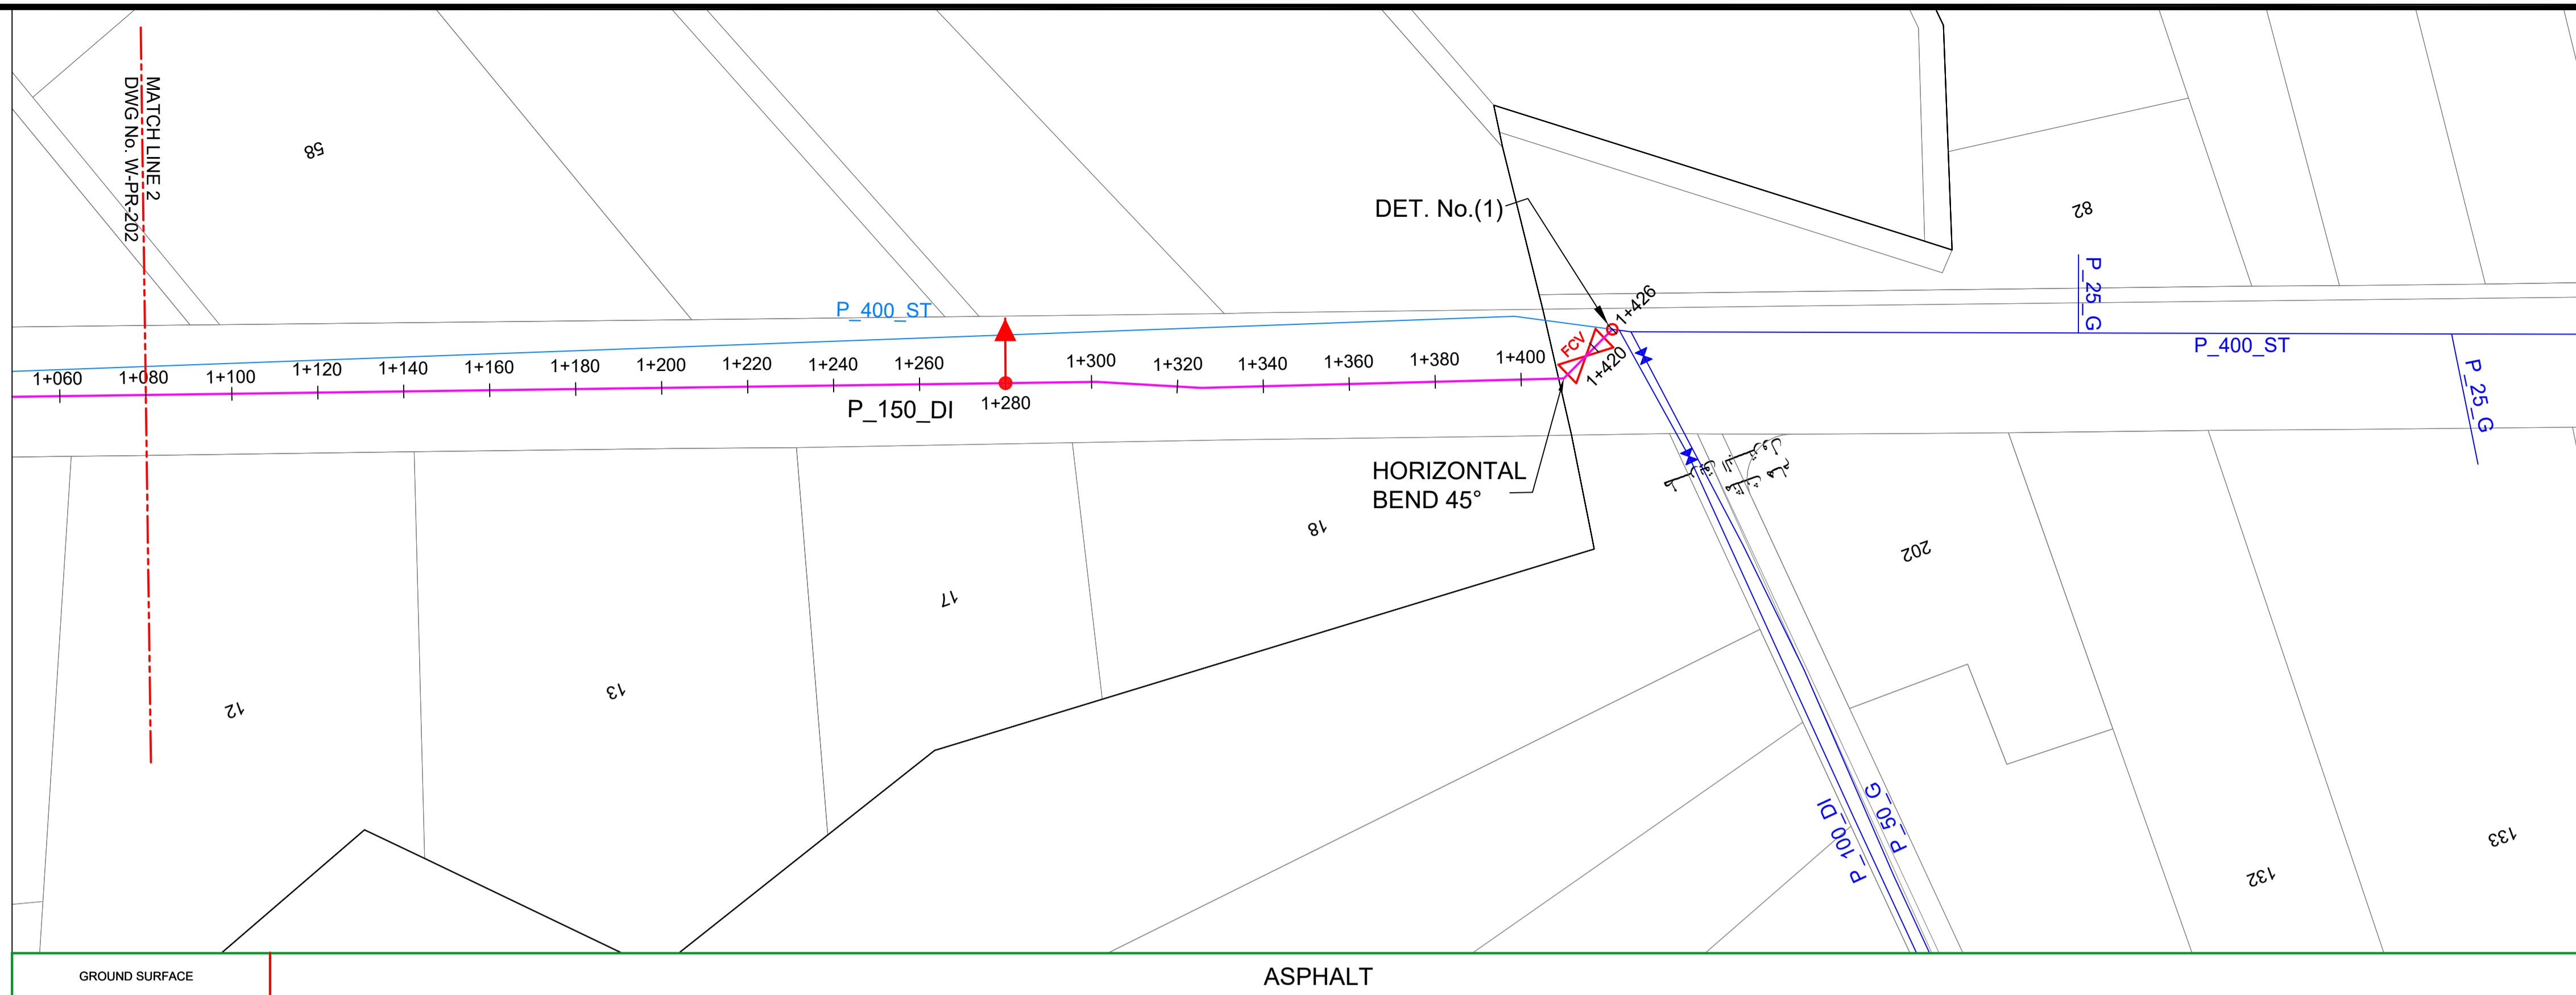 MATCH LINE 2
DWG No. W-PR-202
58
DET. No.(1)
82
P_25_G
P_400_ST
1+426
FCV
1+420
P_400_ST
P_25_G
1+060
1+080
1+100
1+120
1+140
1+160
1+180
1+200
1+220
1+240
1+260
1+300
1+320
1+340
1+360
1+380
1+400
P_150_DI
1+280
HORIZONTAL
BEND 45°
18
17
13
12
202
P_100_DI
P_50_G
132
133
GROUND SURFACE
ASPHALT